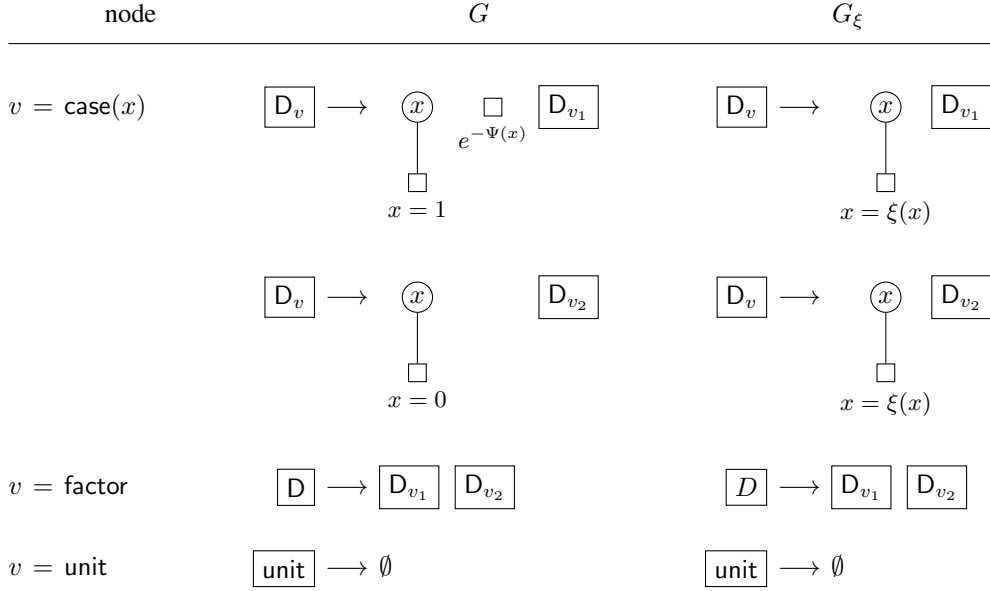 node G G_ξ
v = case(x) D_v ⟶ x e^{−Ψ(x)} D_{v_1} D_v ⟶ x D_{v_1}
x = 1 x = ξ(x)
D_v ⟶ x D_{v_2} D_v ⟶ x D_{v_2}
x = 0 x = ξ(x)
v = factor D ⟶ D_{v_1} D_{v_2} D ⟶ D_{v_1} D_{v_2}
v = unit unit ⟶ ∅ unit ⟶ ∅